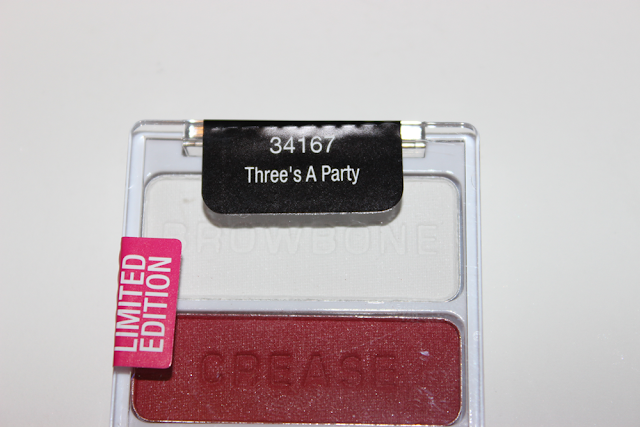 34167
Three's A Party
BROWBONE
LIMITED
EDITION
CREASE